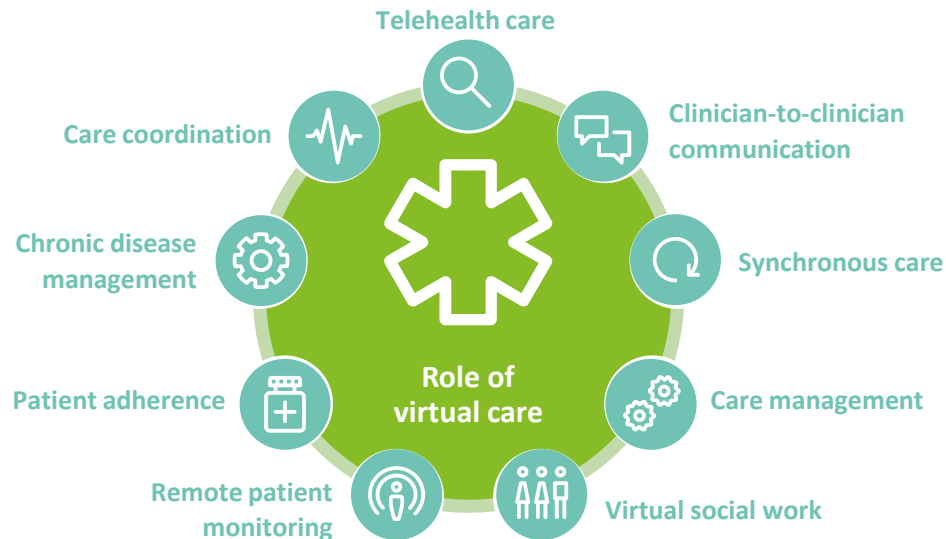 Telehealth care
Clinician-to-clinician
communication
Synchronous care
Care management
Virtual social work
Remote patient
monitoring
Patient adherence
Chronic disease
management
Care coordination
Role of
virtual care